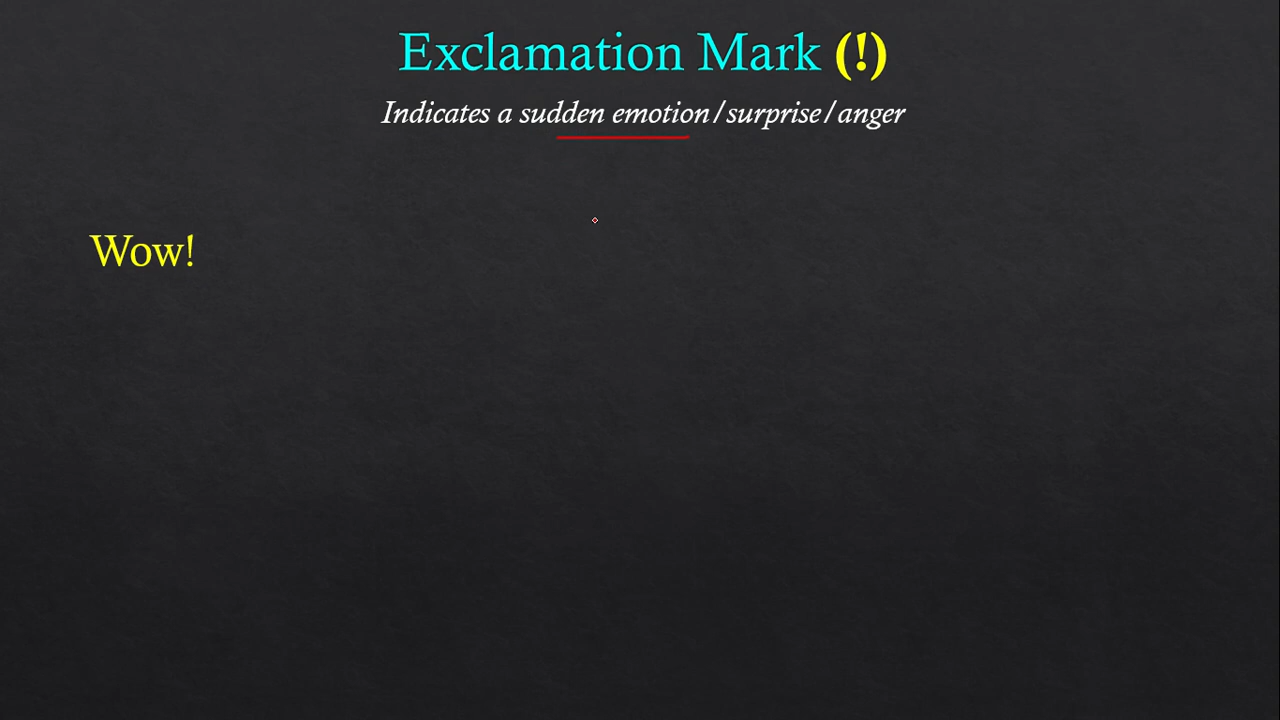 Exclamation Mark (!)
Indicates a sudden emotion/surprise/anger
Wow!